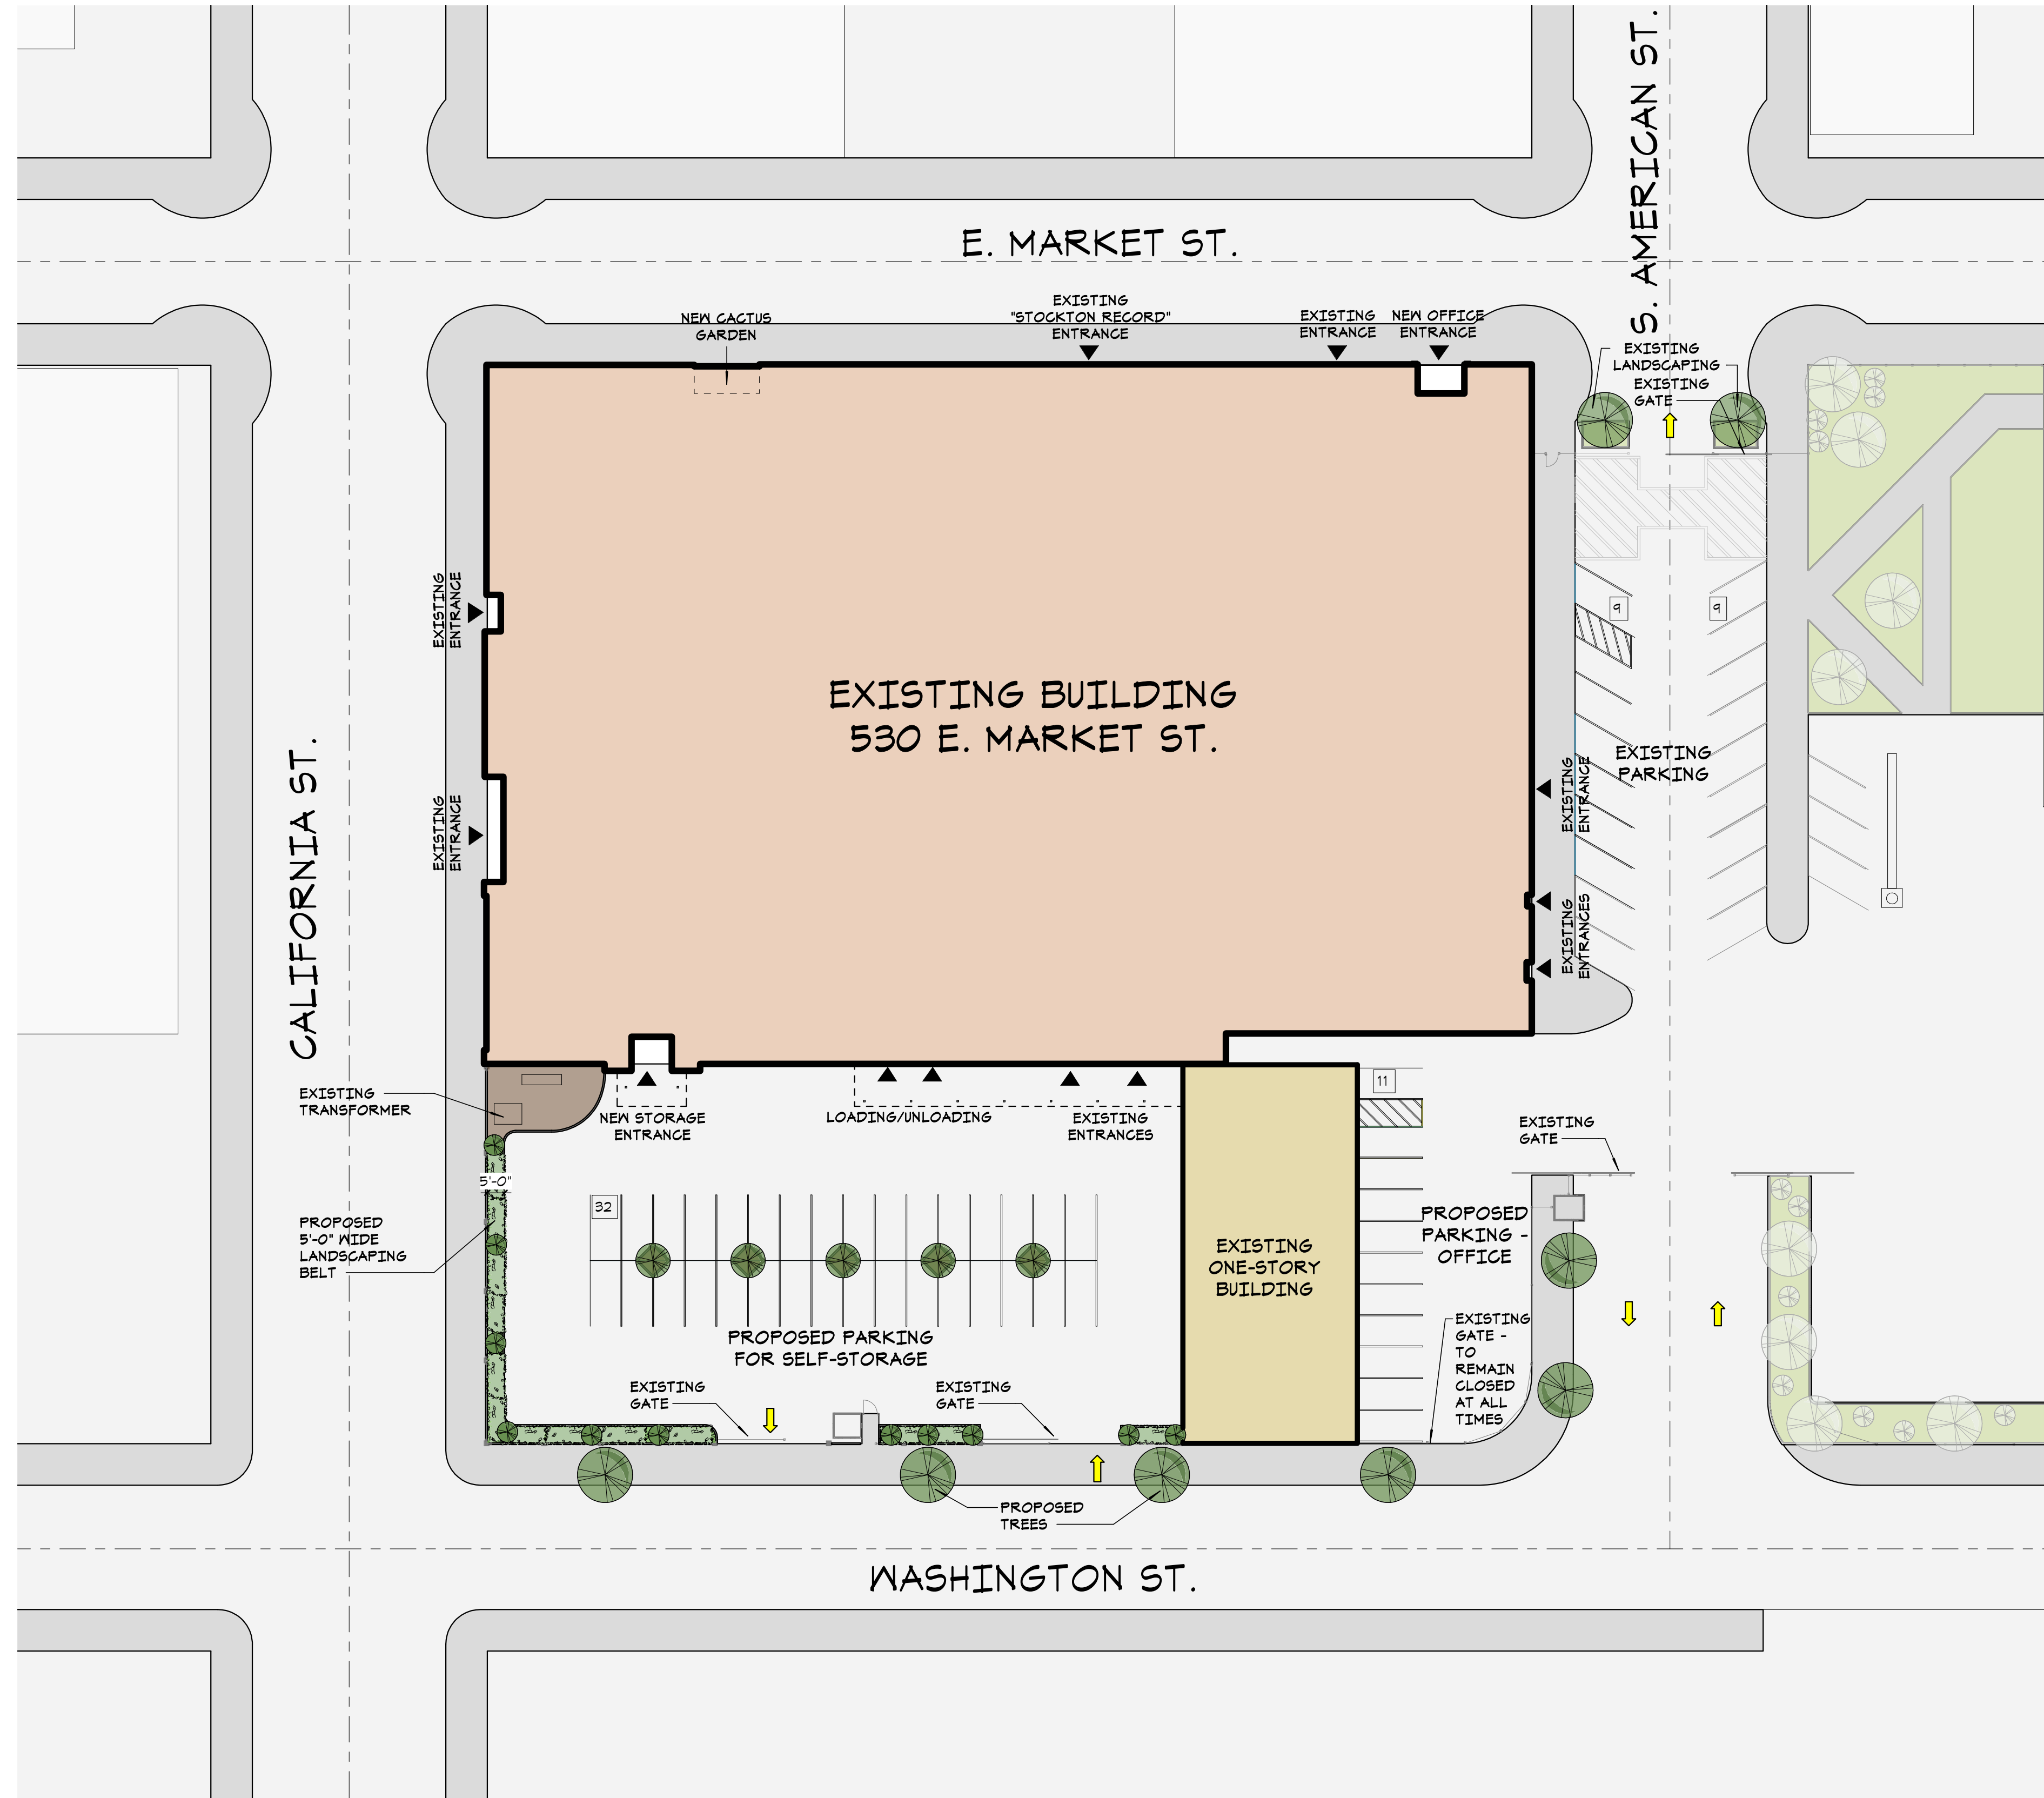 S. AMERICAN ST.
E. MARKET ST.
NEW CACTUS
GARDEN
EXISTING
"STOCKTON RECORD"
ENTRANCE
EXISTING
ENTRANCE
NEW OFFICE
ENTRANCE
EXISTING
LANDSCAPING
EXISTING
GATE
EXISTING
ENTRANCE
9
9
EXISTING BUILDING
530 E. MARKET ST.
EXISTING
PARKING
EXISTING
ENTRANCE
EXISTING
ENTRANCE
EXISTING
ENTRANCES
CALIFORNIA ST.
EXISTING
TRANSFORMER
NEW STORAGE
ENTRANCE
LOADING/UNLOADING
EXISTING
ENTRANCES
11
EXISTING
GATE
5'-0"
32
PROPOSED
5'-0" WIDE
LANDSCAPING
BELT
PROPOSED
PARKING -
OFFICE
EXISTING
ONE-STORY
BUILDING
PROPOSED PARKING
FOR SELF-STORAGE
EXISTING
GATE -
TO
REMAIN
CLOSED
AT ALL
TIMES
EXISTING
GATE
EXISTING
GATE
PROPOSED
TREES
WASHINGTON ST.